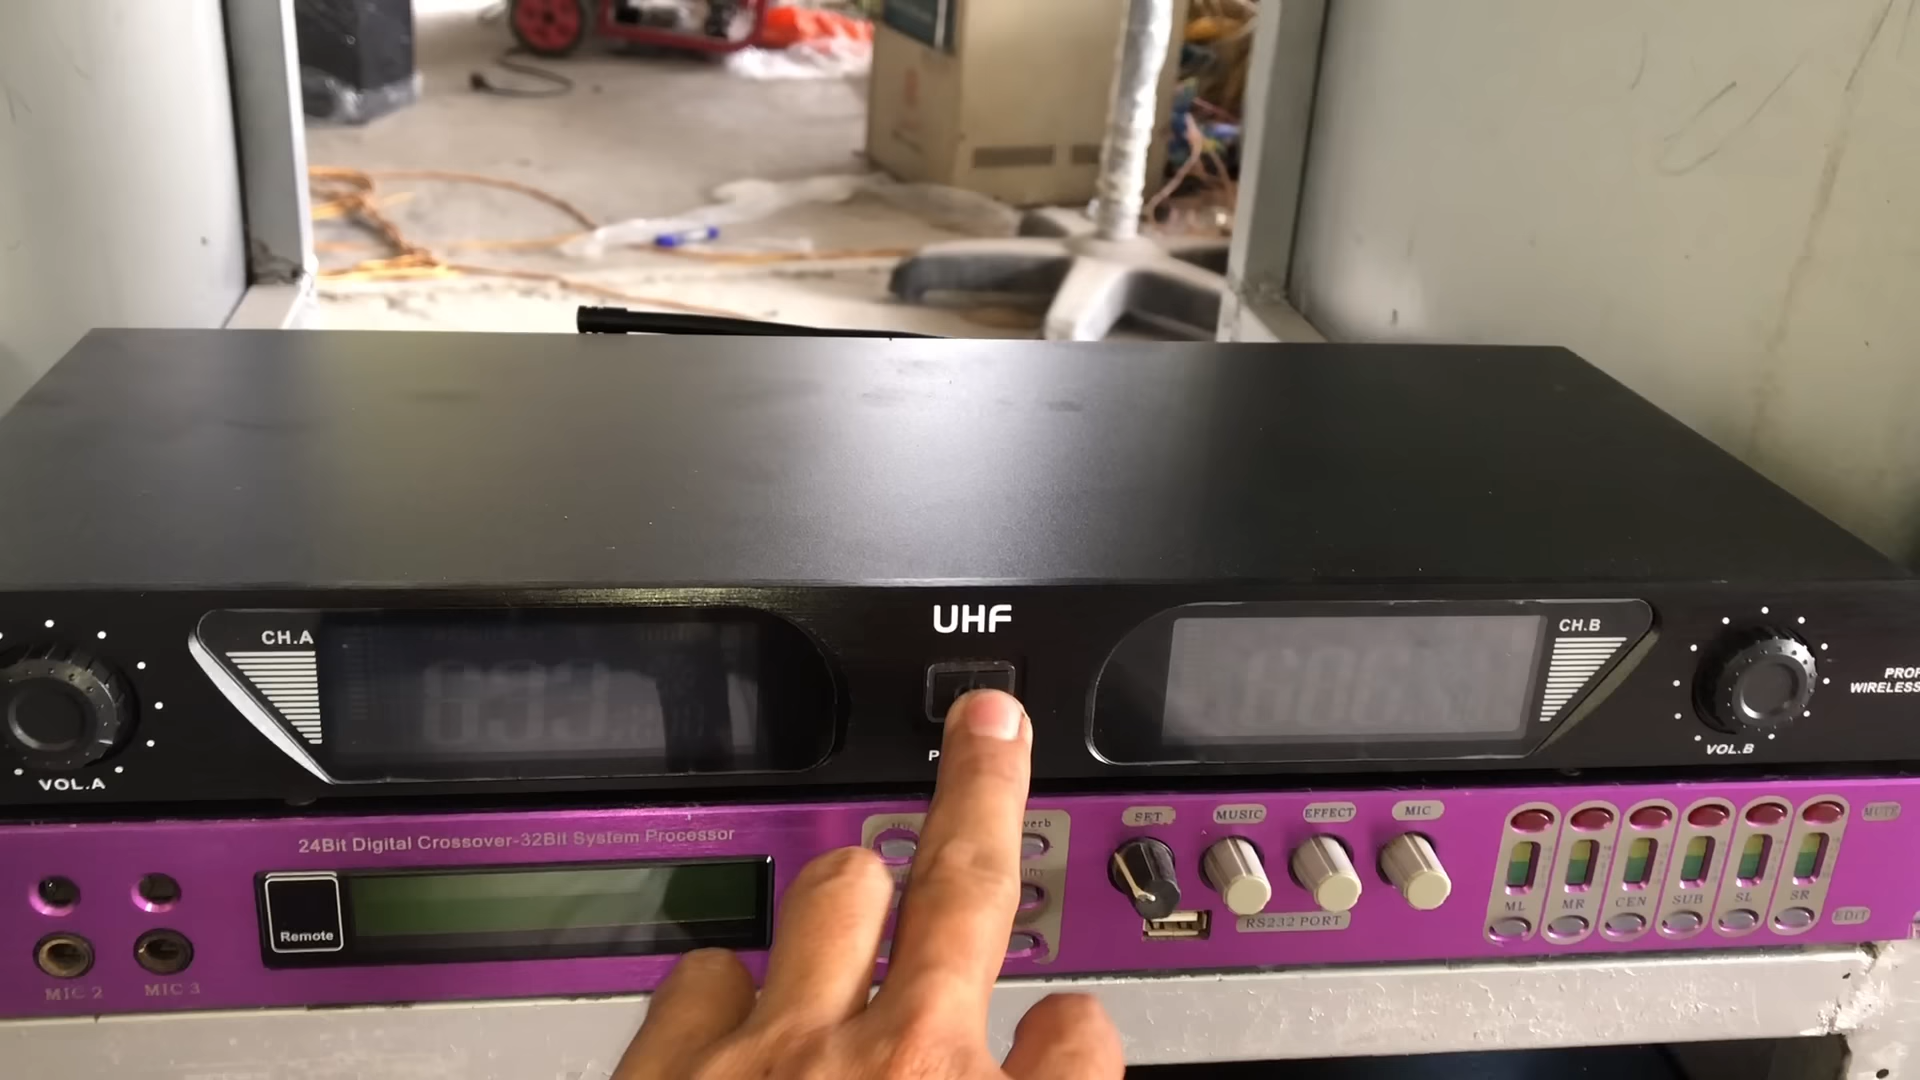 UHF
CH.A
CH.B
VOL.A
VOL.B
WIRELESS
24Bit Digital Crossover-32Bit System Processor
Remote
MIC 2
MIC 3
SET
MUSIC
EFFECT
MIC
RS232 PORT
MUTE
ML
MR
CEN
SUB
SL
SR
EDIT